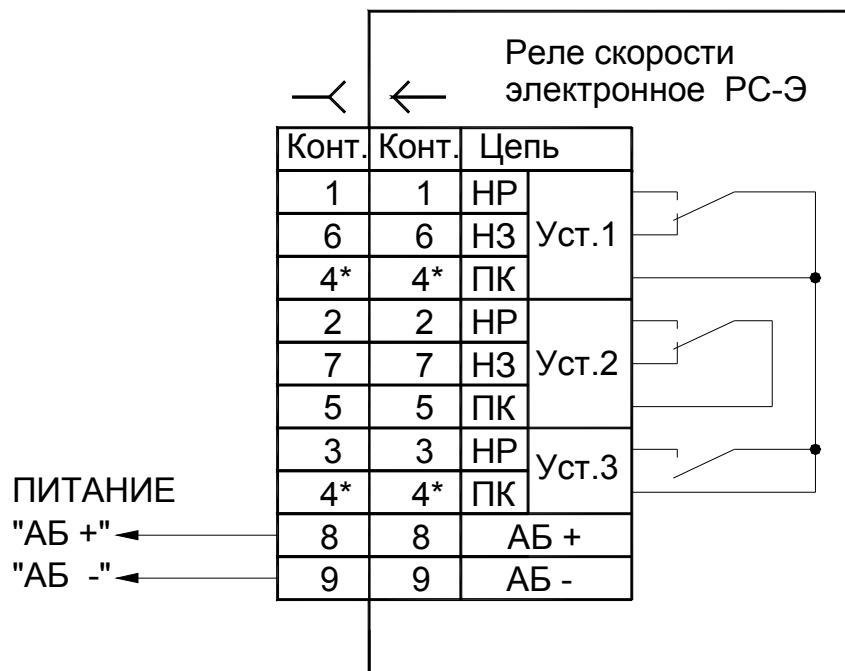 Реле скорости
электронное РС-Э
Конт. Конт. Цепь
1 1 НР
6 6 НЗ Уст.1
4* 4* ПК
2 2 НР
7 7 НЗ Уст.2
5 5 ПК
3 3 НР Уст.3
4* 4* ПК
ПИТАНИЕ
"АБ +" 8 8 АБ +
"АБ -" 9 9 АБ -